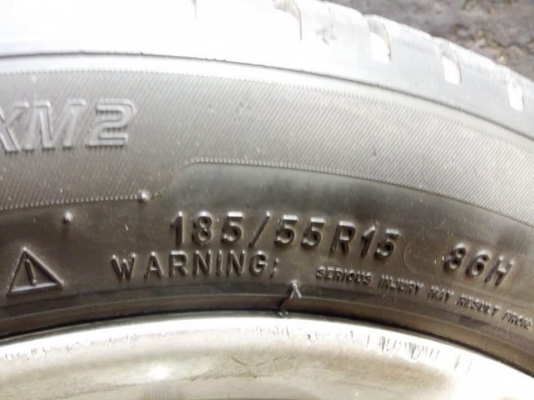 XM2
185/55R15 86H
WARNING: SERIOUS INJURY MAY RESULT FROM